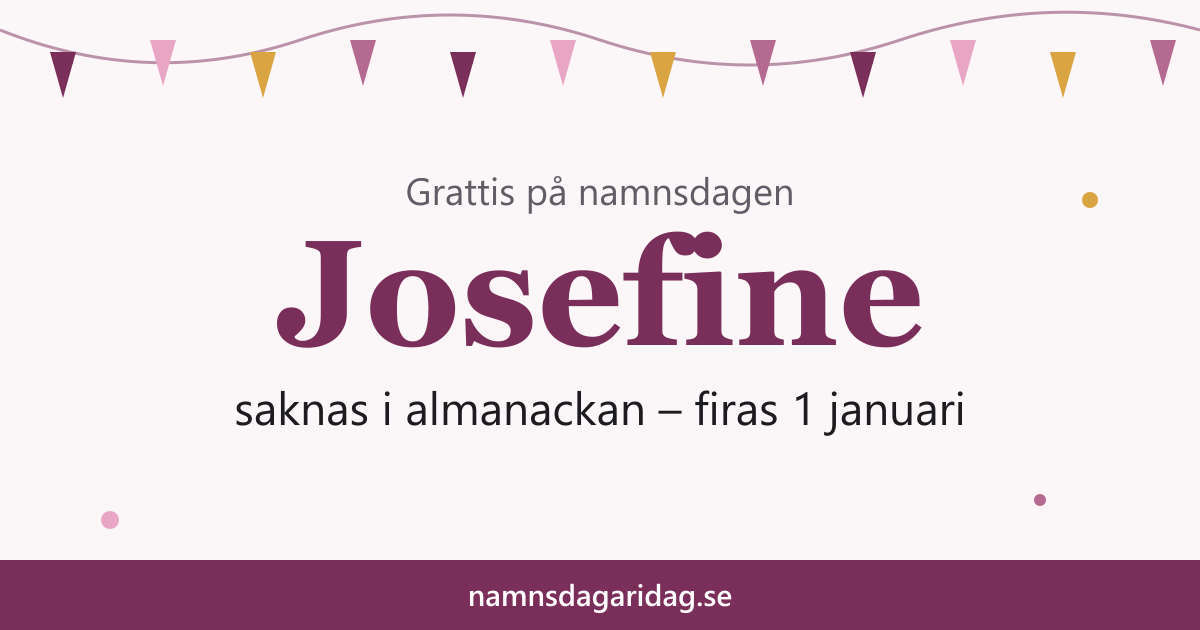 Grattis på namnsdagen
Josefine
saknas i almanackan – firas 1 januari
namnsdagaridag.se